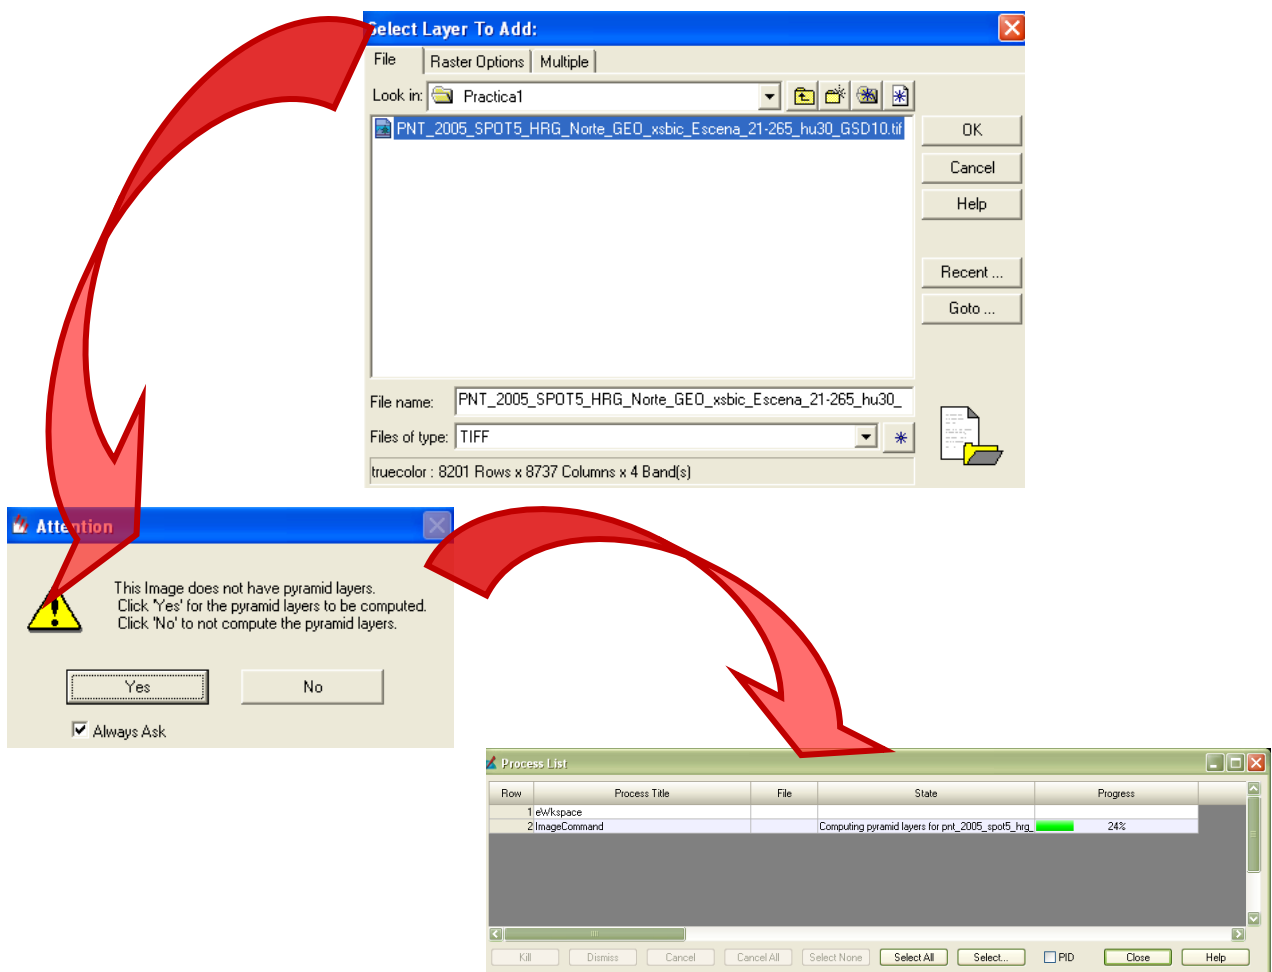 Select Layer To Add:
File Raster Options Multiple
Look in: Practica1
PNT_2005_SPOT5_HRG_Norte_GEO_xsbic_Escena_21-265_hu30_GSD10.tif
OK
Cancel
Help
Recent ...
Goto ...
File name: PNT_2005_SPOT5_HRG_Norte_GEO_xsbic_Escena_21-265_hu30_
Files of type: TIFF
truecolor : 8201 Rows x 8737 Columns x 4 Band(s)
Attention
This Image does not have pyramid layers.
Click 'Yes' for the pyramid layers to be computed.
Click 'No' to not compute the pyramid layers.
Yes No
Always Ask
Process List
Row Process Title File State Progress
1 eWkspace
2 ImageCommand Computing pyramid layers for pnt_2005_spot5_hrg_ 24%
Kill Dismiss Cancel Cancel All Select None Select All Select... PID Close Help